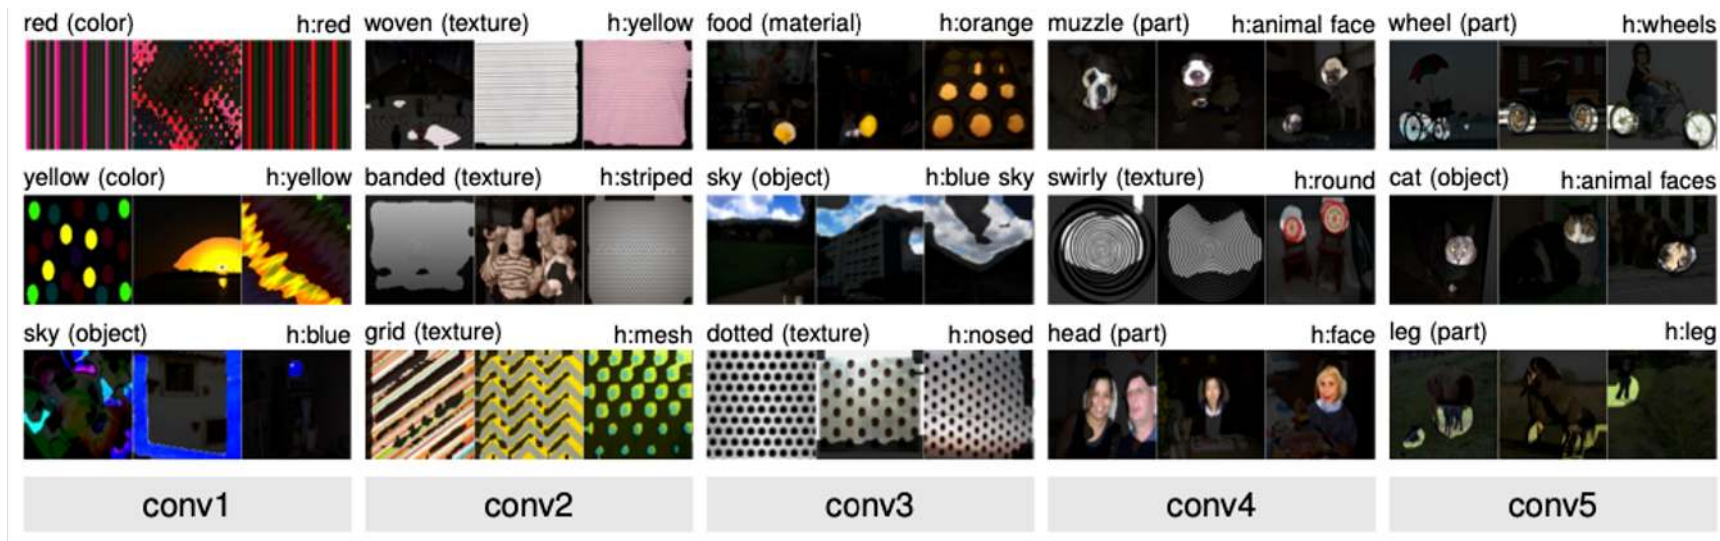 red (color) h:red woven (texture) h:yellow food (material) h:orange muzzle (part) h:animal face wheel (part) h:wheels
yellow (color) h:yellow banded (texture) h:striped sky (object) h:blue sky swirly (texture) h:round cat (object) h:animal faces
sky (object) h:blue grid (texture) h:mesh dotted (texture) h:nosed head (part) h:face leg (part) h:leg
conv1 conv2 conv3 conv4 conv5